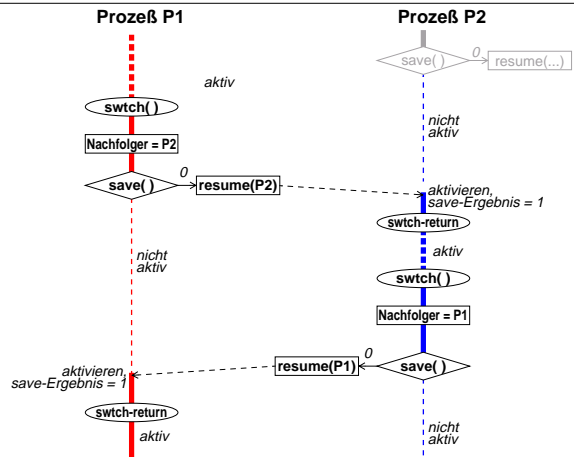 Prozeß P1
Prozeß P2
save( )
0
resume(...)
aktiv
swtch( )
nicht
aktiv
Nachfolger = P2
save( )
0
resume(P2)
aktivieren,
save-Ergebnis = 1
swtch-return
nicht
aktiv
aktiv
swtch( )
Nachfolger = P1
aktivieren,
save-Ergebnis = 1
resume(P1)
0
save( )
swtch-return
aktiv
nicht
aktiv